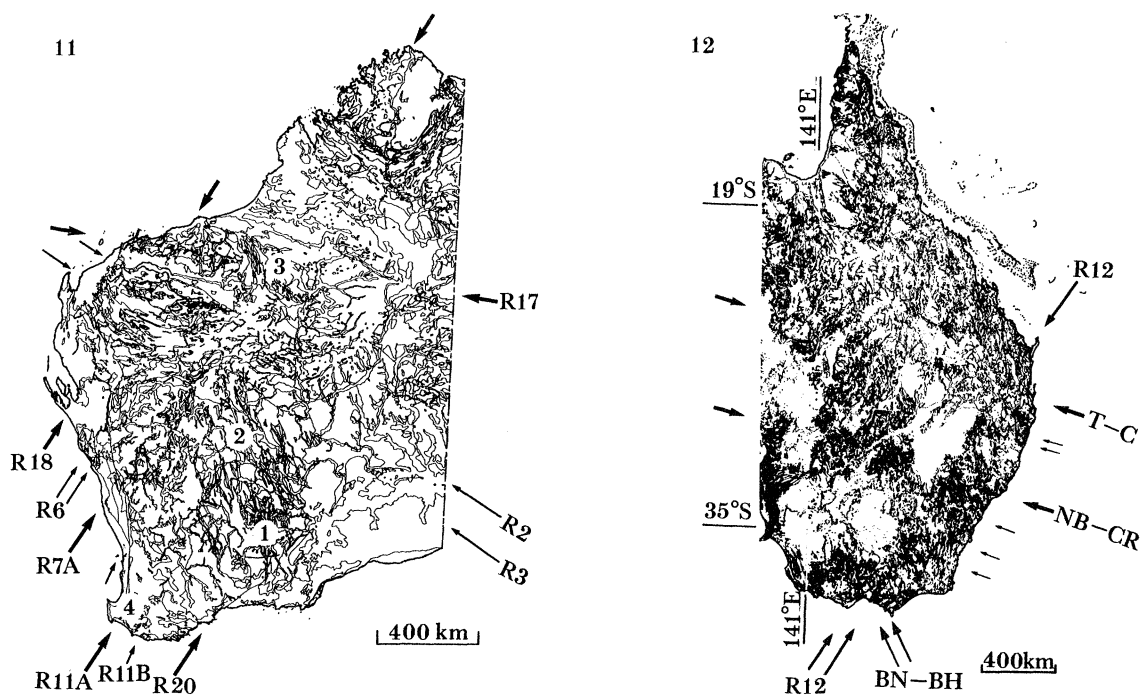 11
3
R17
2
R18
R6
1
R2
R7A
R3
4
400 km
R11A
R11B
R20
12
141°E
19°S
R12
T–C
35°S
NB–CR
141°E
R12
BN–BH
400km